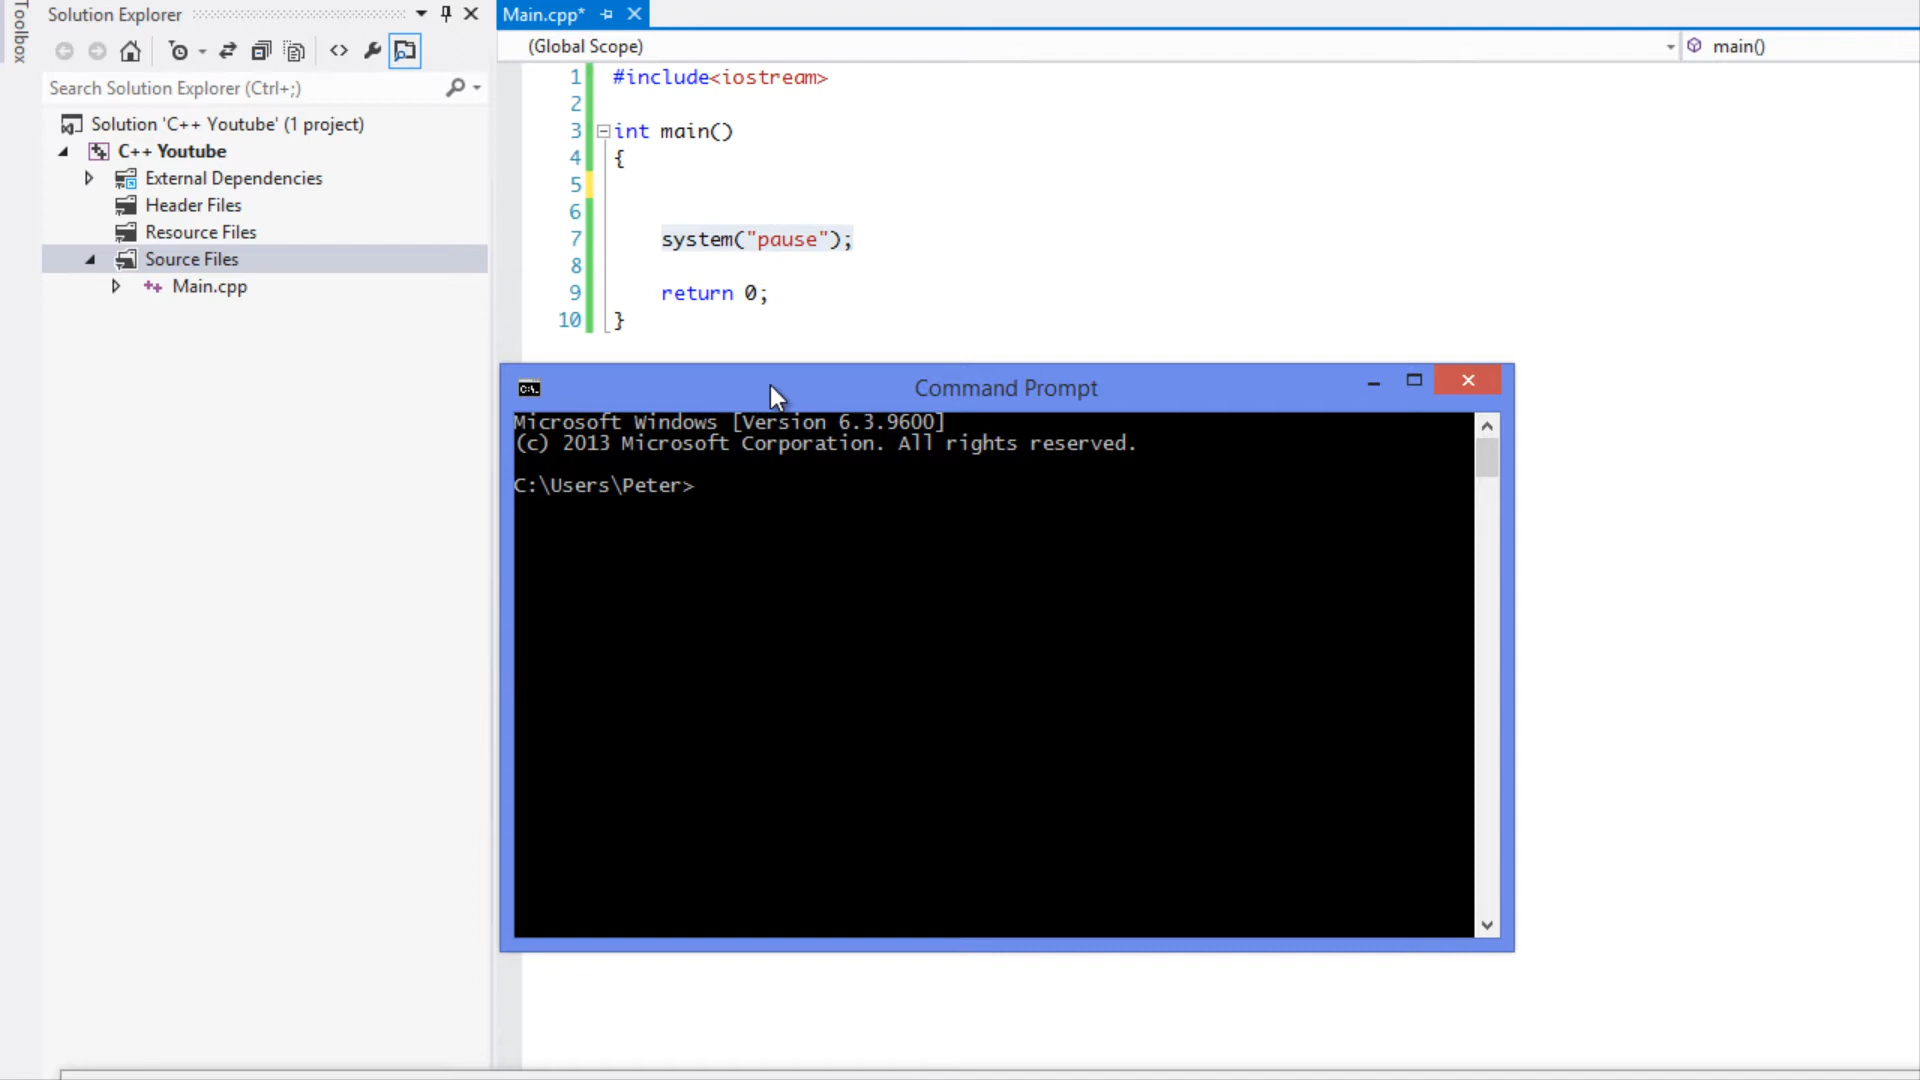 Toolbox
Solution Explorer
Search Solution Explorer (Ctrl+;)
Solution 'C++ Youtube' (1 project)
C++ Youtube
External Dependencies
Header Files
Resource Files
Source Files
Main.cpp
Main.cpp*
(Global Scope)
main()
1 #include<iostream>
2
3 int main()
4 {
5
6
7 system("pause");
8
9 return 0;
10 }
C:\.
Command Prompt
Microsoft Windows [Version 6.3.9600]
(c) 2013 Microsoft Corporation. All rights reserved.
C:\Users\Peter>